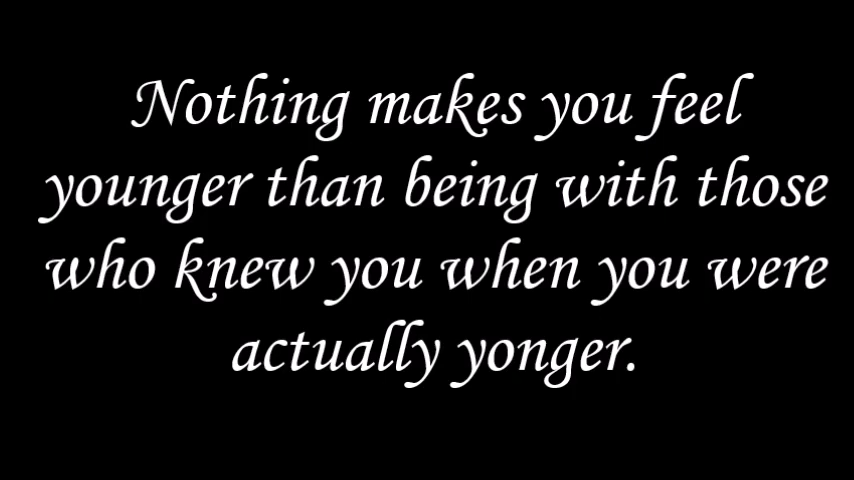 Nothing makes you feel
younger than being with those
who knew you when you were
actually yonger.